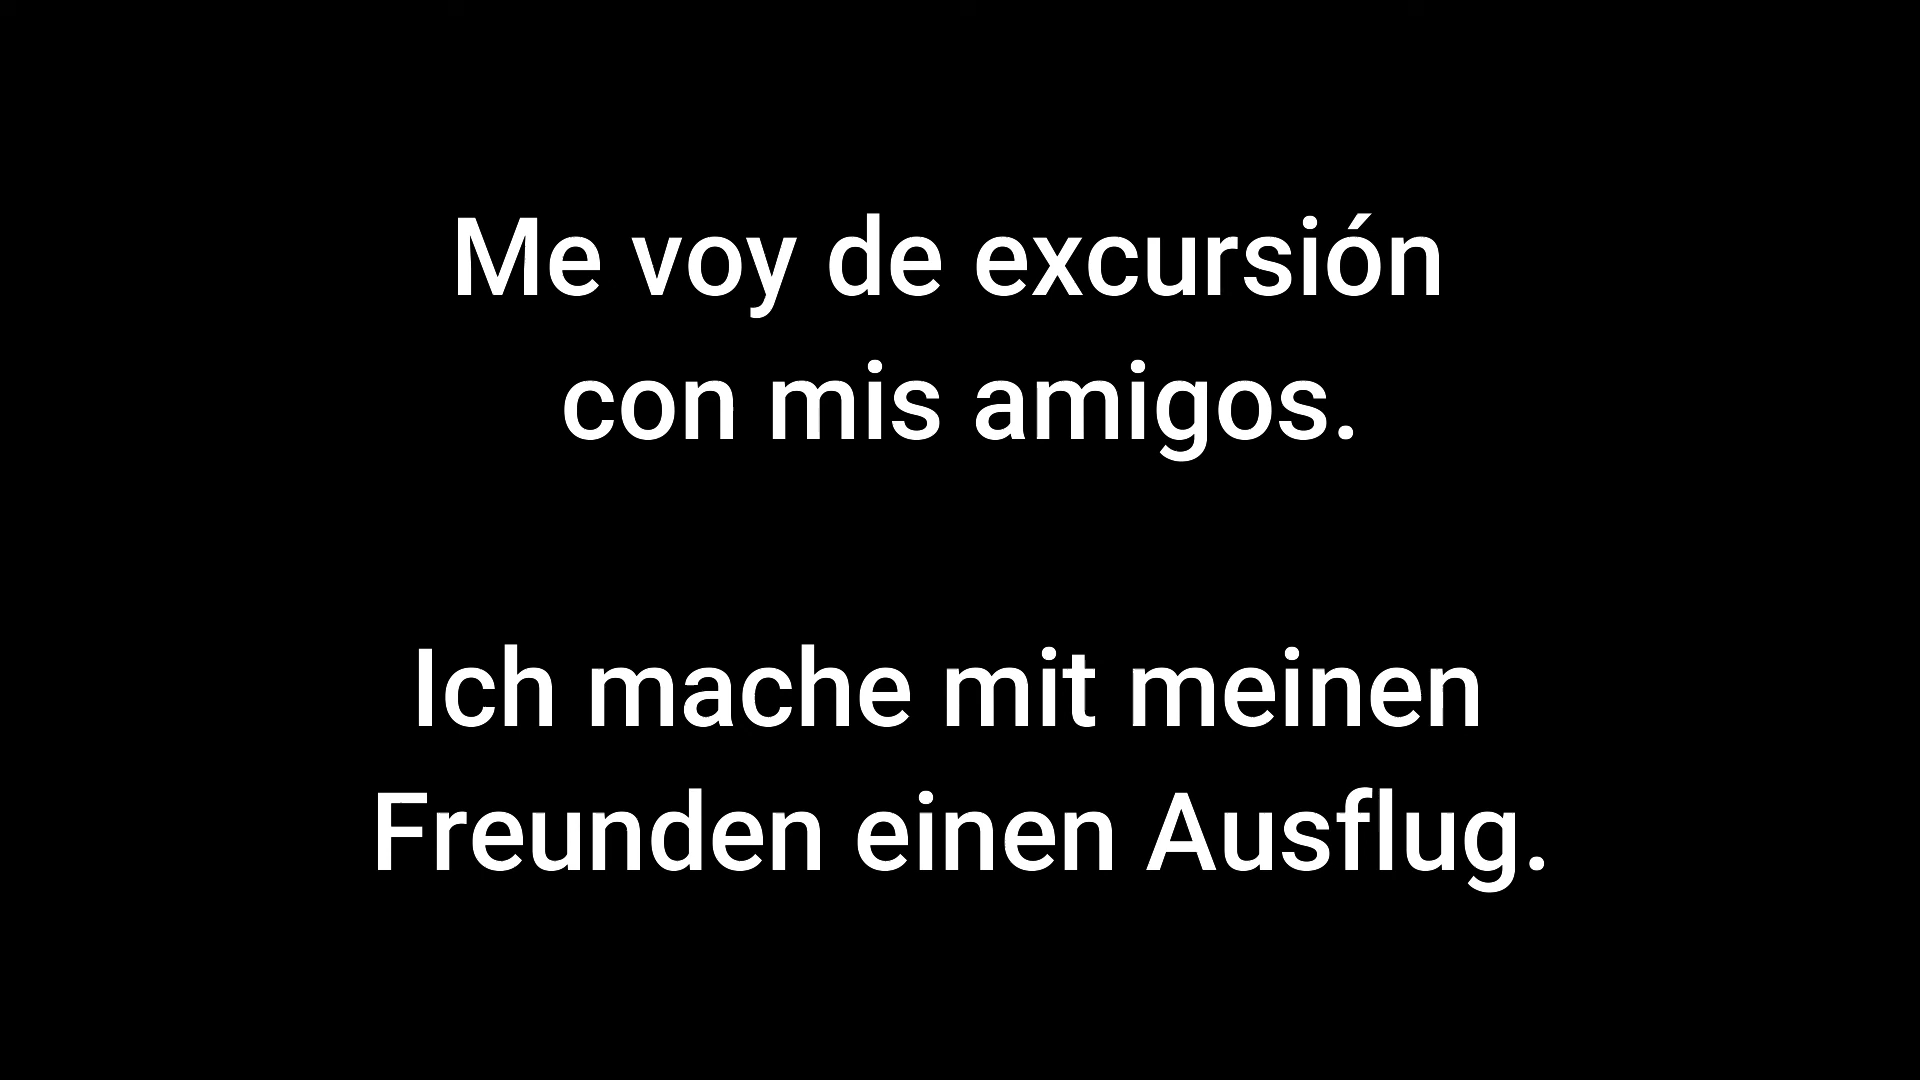 Me voy de excursión
con mis amigos.
Ich mache mit meinen
Freunden einen Ausflug.